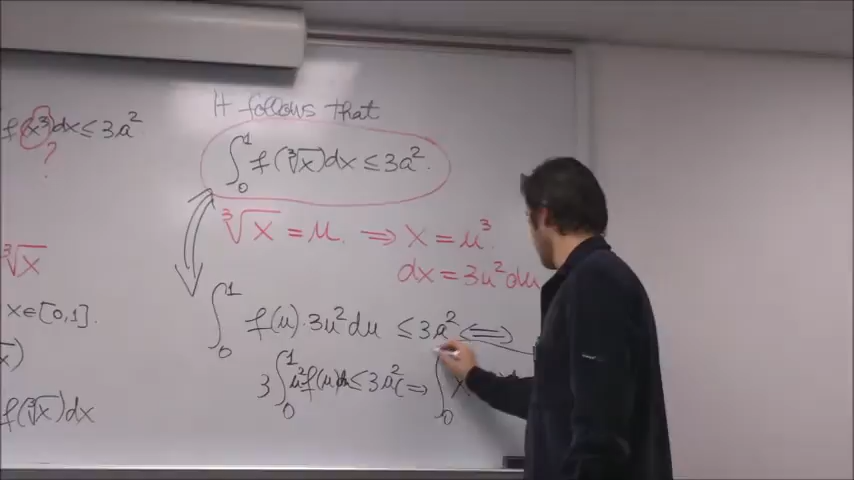 f(x³)dx ≤ 3a²
?
∛x
x∈[0,1].
x)
f(∛x)dx
It follows that
∫₀¹ f(∛x)dx ≤ 3a².
∛x = u. ⇒ x = u³.
dx = 3u²du
∫₀¹ f(u)·3u²du ≤ 3a² ⟺
3∫₀¹ u²f(u)du ≤ 3a² ⟺ ∫₀ x